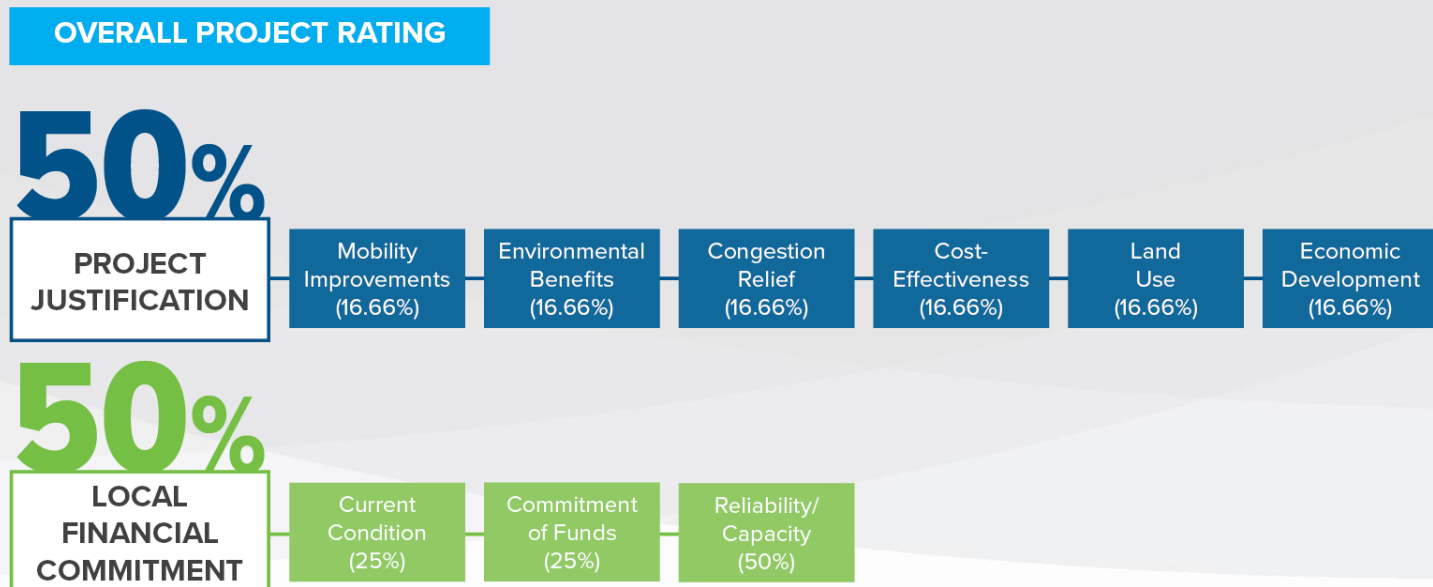 OVERALL PROJECT RATING
50%
PROJECT
JUSTIFICATION
Mobility
Improvements
(16.66%)
Environmental
Benefits
(16.66%)
Congestion
Relief
(16.66%)
Cost-
Effectiveness
(16.66%)
Land
Use
(16.66%)
Economic
Development
(16.66%)
50%
LOCAL
FINANCIAL
COMMITMENT
Current
Condition
(25%)
Commitment
of Funds
(25%)
Reliability/
Capacity
(50%)